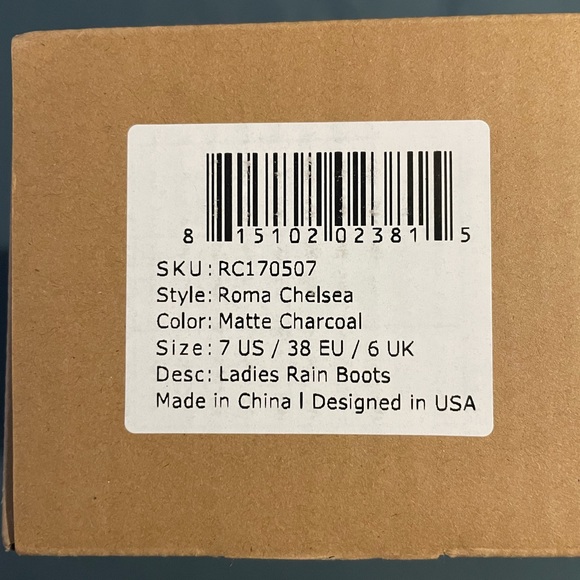 8 15102 02381 5
SKU: RC170507
Style: Roma Chelsea
Color: Matte Charcoal
Size: 7 US / 38 EU / 6 UK
Desc: Ladies Rain Boots
Made in China | Designed in USA